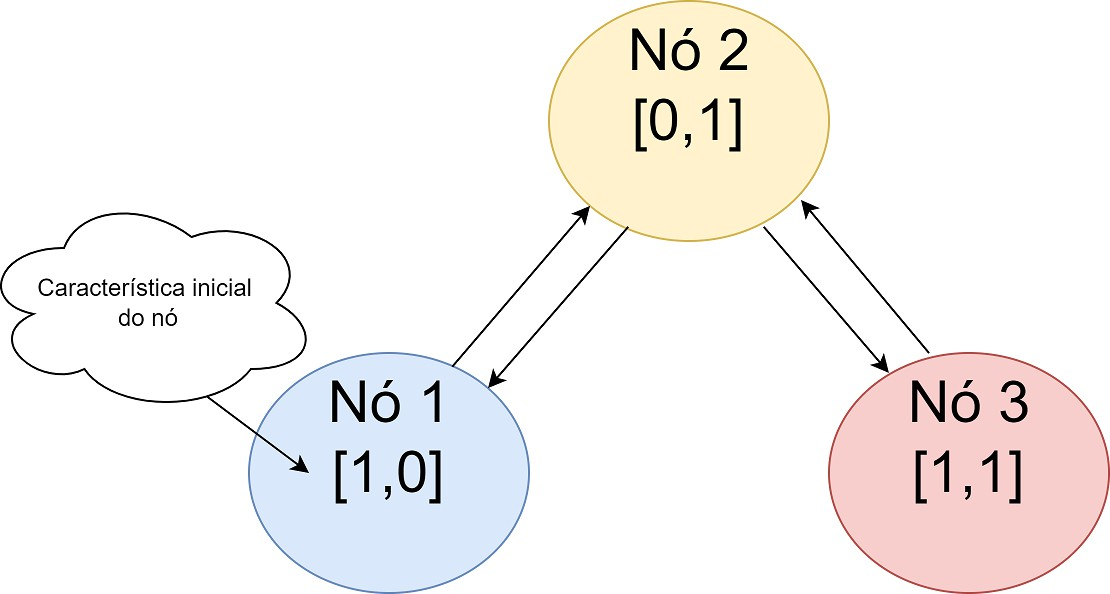 Nó 2
[0,1]
Característica inicial
do nó
Nó 1
[1,0]
Nó 3
[1,1]